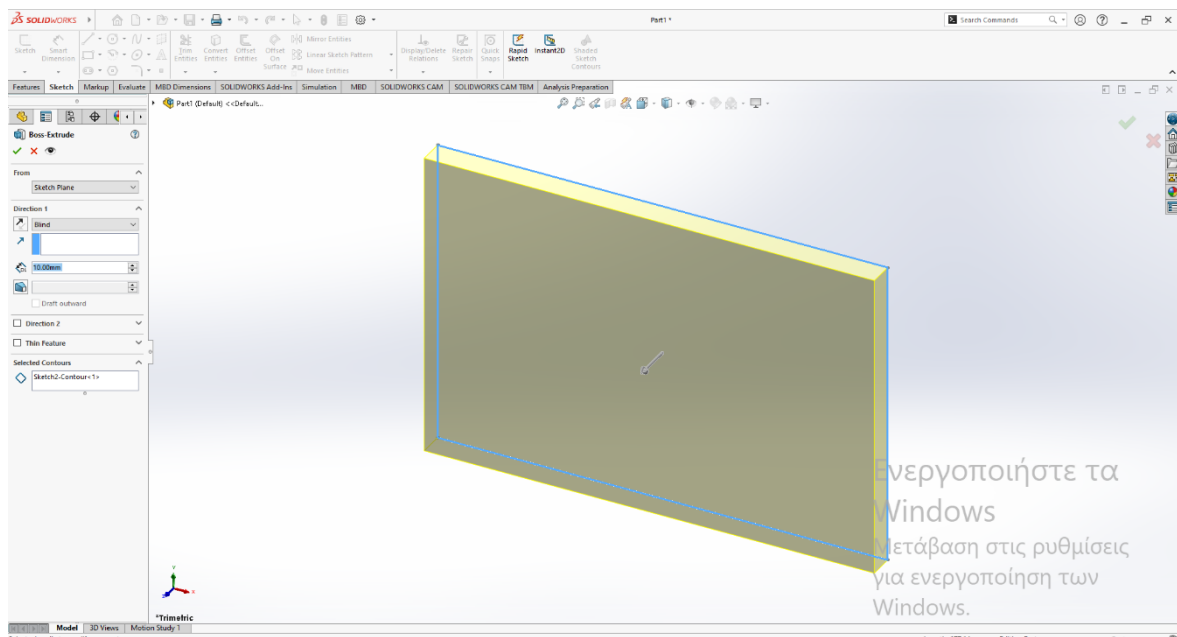 SOLIDWORKS
Part1 *
Search Commands
Sketch
Smart Dimension
Trim Entities
Convert Entities
Offset Entities
Offset On Surface
Mirror Entities
Linear Sketch Pattern
Move Entities
Display/Delete Relations
Repair Sketch
Quick Snaps
Rapid Sketch
Instant2D
Shaded Sketch Contours
Features Sketch Markup Evaluate MBD Dimensions SOLIDWORKS Add-Ins Simulation MBD SOLIDWORKS CAM SOLIDWORKS CAM TBM Analysis Preparation
Part1 (Default) <<Default...
Boss-Extrude
From
Sketch Plane
Direction 1
Blind
10.00mm
Draft outward
Direction 2
Thin Feature
Selected Contours
Sketch2-Contour<1>
Ενεργοποιήστε τα
Windows
Μετάβαση στις ρυθμίσεις
για ενεργοποίηση των
Windows.
*Trimetric
Model 3D Views Motion Study 1